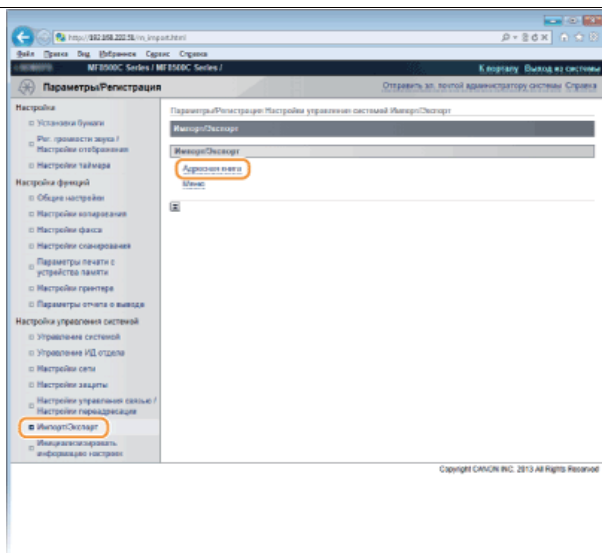 http://192.168.222.51/m_import.html
Файл Правка Вид Избранное Сервис Справка
MF8500C Series / MF8500C Series /
К порталу Выход из системы
Параметры/Регистрация
Отправить эл. почтой администратору системы Справка
Настройка
Установки бумаги
Рег. громкости звука /
Настройки отображения
Настройки таймера
Настройка функций
Общие настройки
Настройки копирования
Настройки факса
Настройки сканирования
Параметры печати с
устройства памяти
Настройки принтера
Параметры отчета о выводе
Настройка управления системой
Управление системой
Управление ИД отдела
Настройки сети
Настройки защиты
Настройки управления связью /
Настройки переадресации
Импорт/Экспорт
Инициализировать
информацию настроек
Параметры/Регистрация: Настройки управления системой: Импорт/Экспорт
Импорт/Экспорт
Импорт/Экспорт
Адресная книга
Меню
Copyright CANON INC. 2013 All Rights Reserved